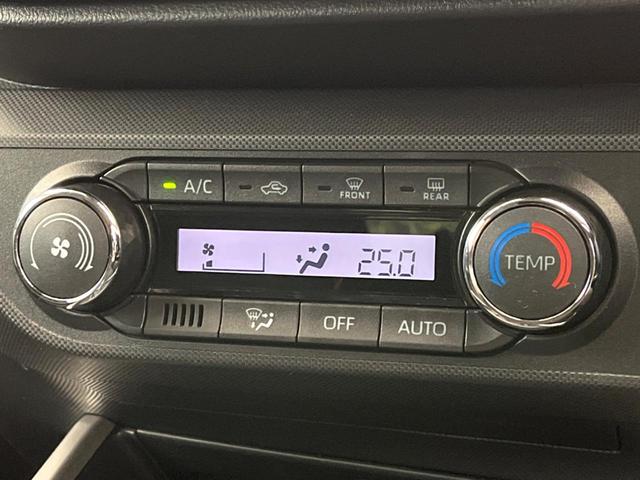 A/C
FRONT
REAR
25.0
TEMP
OFF
AUTO